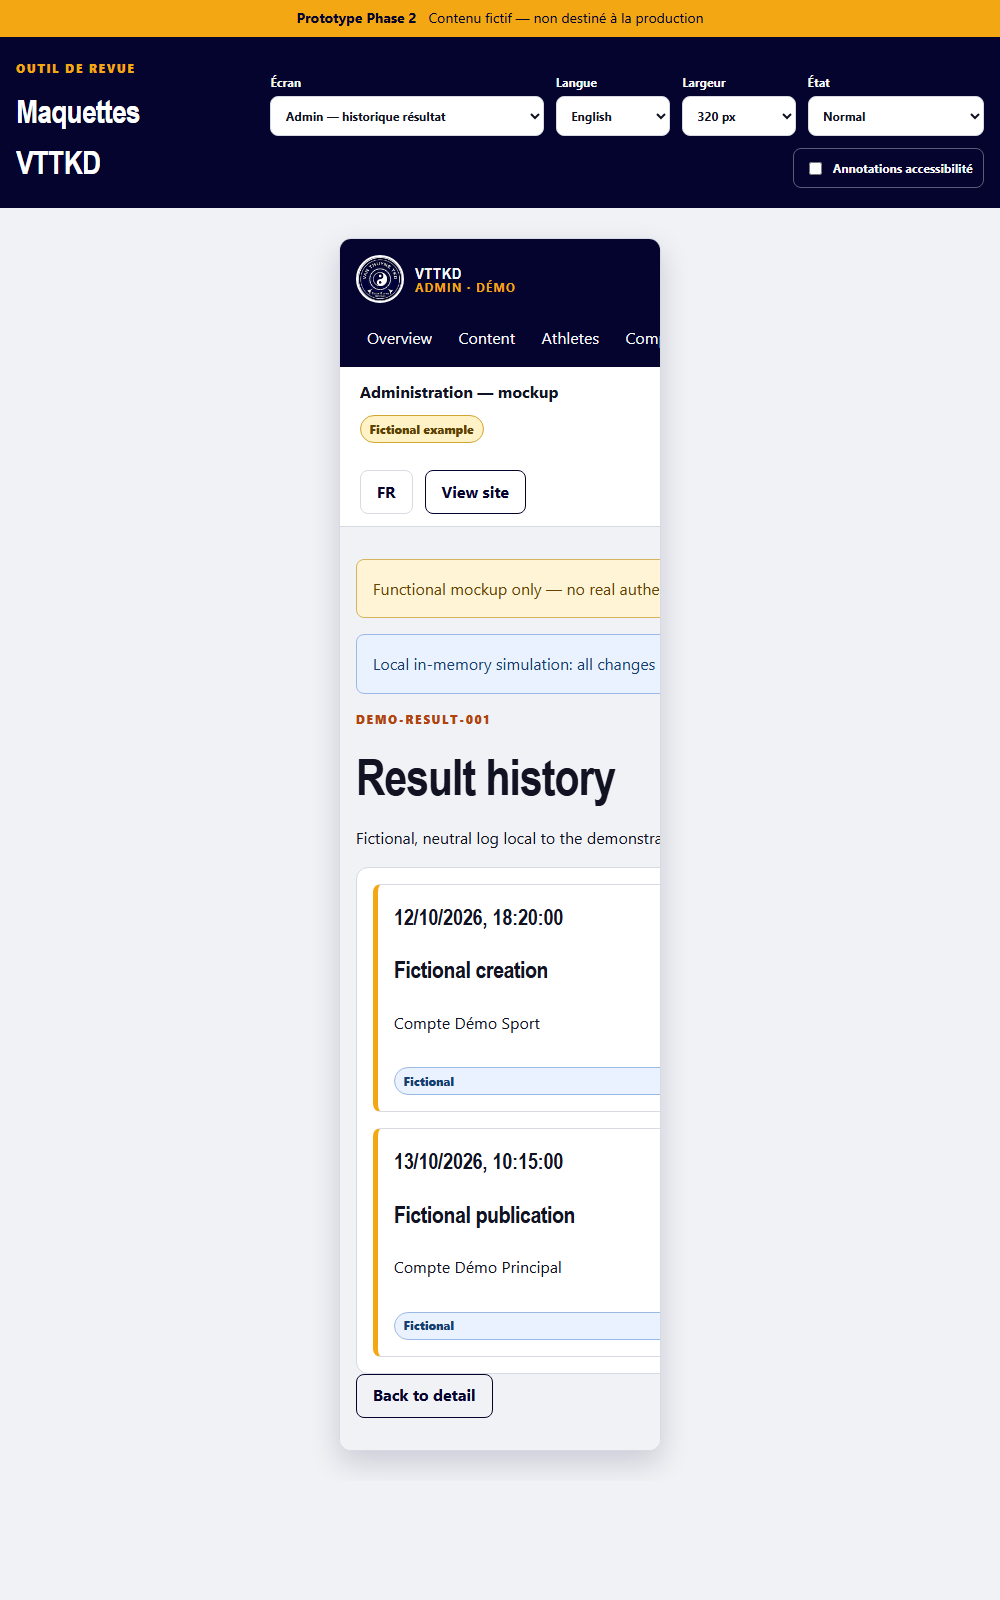 Prototype Phase 2 Contenu fictif — non destiné à la production
OUTIL DE REVUE
Maquettes
VTTKD
Écran
Admin — historique résultat
Langue
English
Largeur
320 px
État
Normal
Annotations accessibilité
VTTKD
ADMIN · DÉMO
Overview Content Athletes Com
Administration — mockup
Fictional example
FR View site
Functional mockup only — no real authe
Local in-memory simulation: all changes
DEMO-RESULT-001
Result history
Fictional, neutral log local to the demonstra
12/10/2026, 18:20:00
Fictional creation
Compte Démo Sport
Fictional
13/10/2026, 10:15:00
Fictional publication
Compte Démo Principal
Fictional
Back to detail